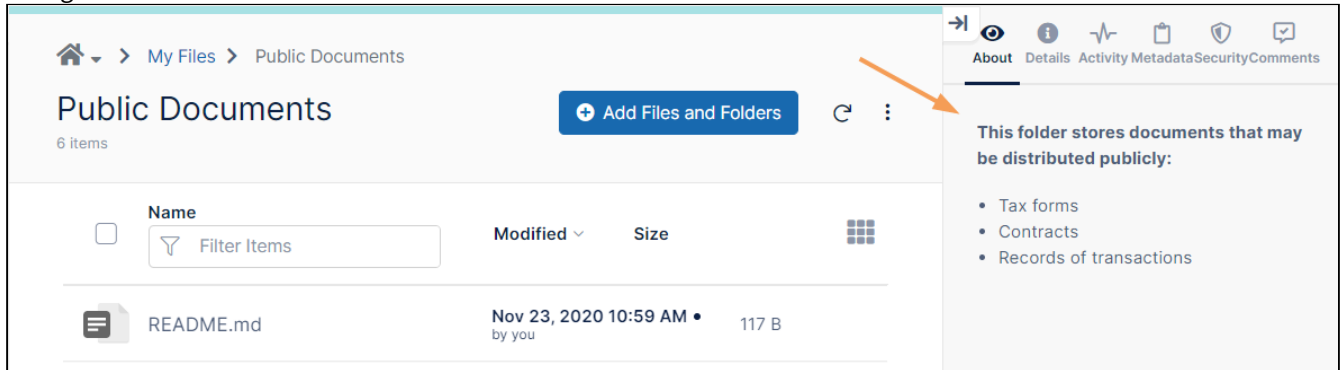 My Files Public Documents
Public Documents
6 items
Add Files and Folders
Name
Filter Items
Modified Size
README.md
Nov 23, 2020 10:59 AM •
by you
117 B
About Details Activity Metadata Security Comments
This folder stores documents that may
be distributed publicly:
• Tax forms
• Contracts
• Records of transactions